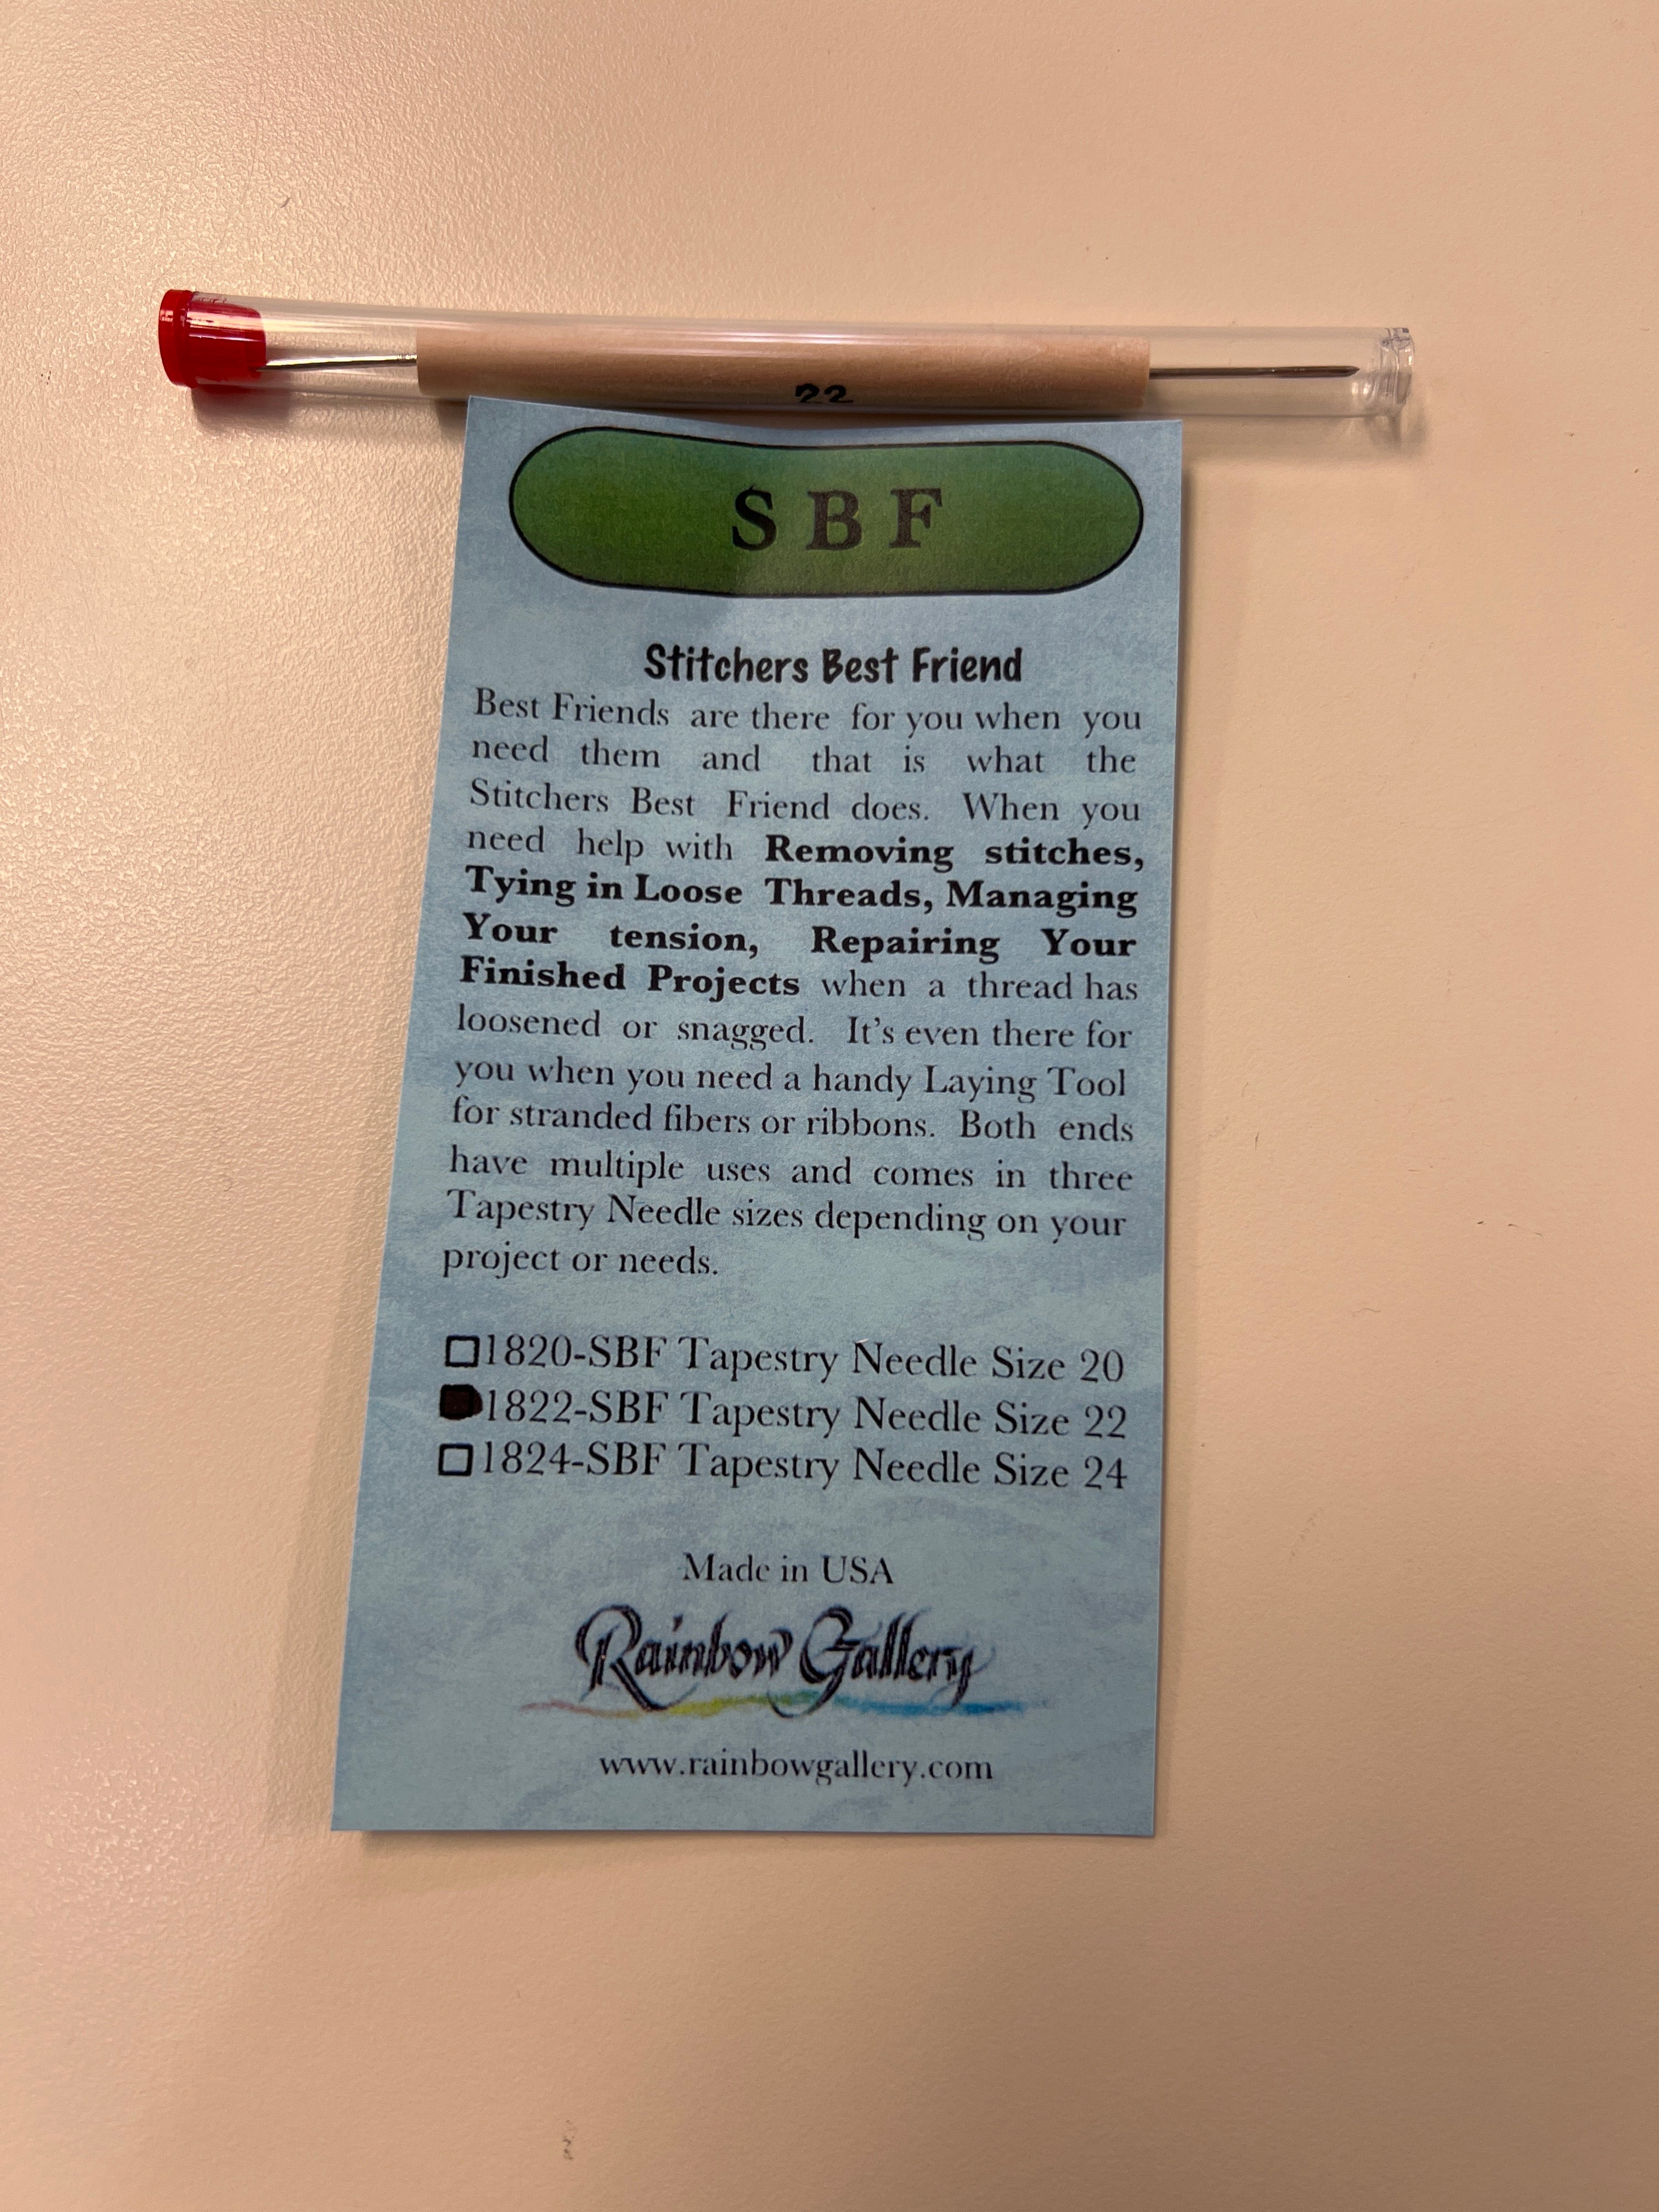 22
S B F
Stitchers Best Friend
Best Friends are there for you when you
need them and that is what the
Stitchers Best Friend does. When you
need help with Removing stitches,
Tying in Loose Threads, Managing
Your tension, Repairing Your
Finished Projects when a thread has
loosened or snagged. It's even there for
you when you need a handy Laying Tool
for stranded fibers or ribbons. Both ends
have multiple uses and comes in three
Tapestry Needle sizes depending on your
project or needs.
1820-SBF Tapestry Needle Size 20
1822-SBF Tapestry Needle Size 22
1824-SBF Tapestry Needle Size 24
Made in USA
Rainbow Gallery
www.rainbowgallery.com